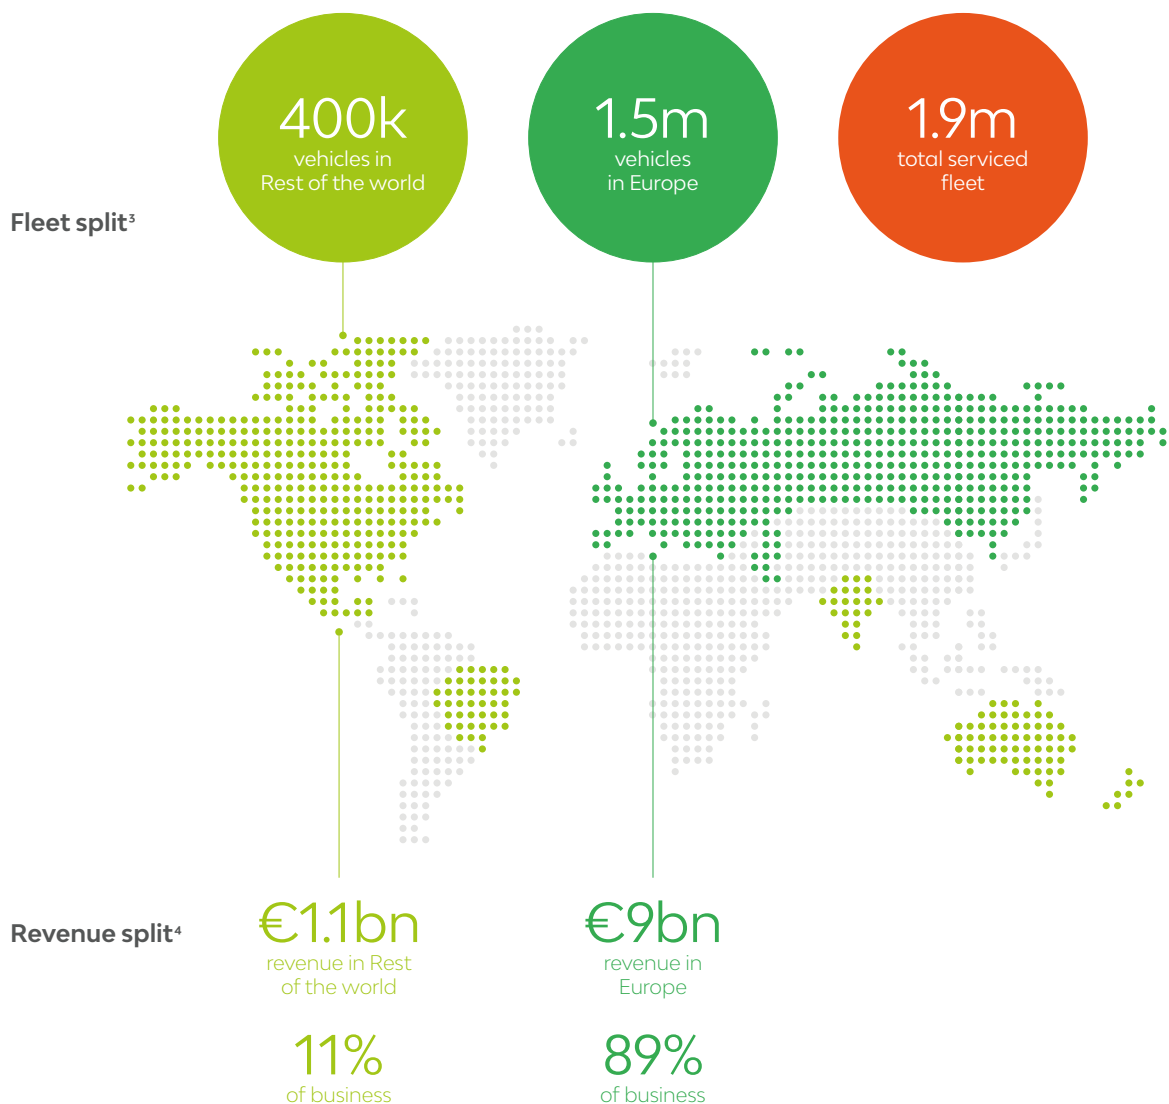 400k
vehicles in
Rest of the world
1.5m
vehicles
in Europe
1.9m
total serviced
fleet
Fleet split³
Revenue split⁴
€1.1bn
revenue in Rest
of the world
11%
of business
€9bn
revenue in
Europe
89%
of business